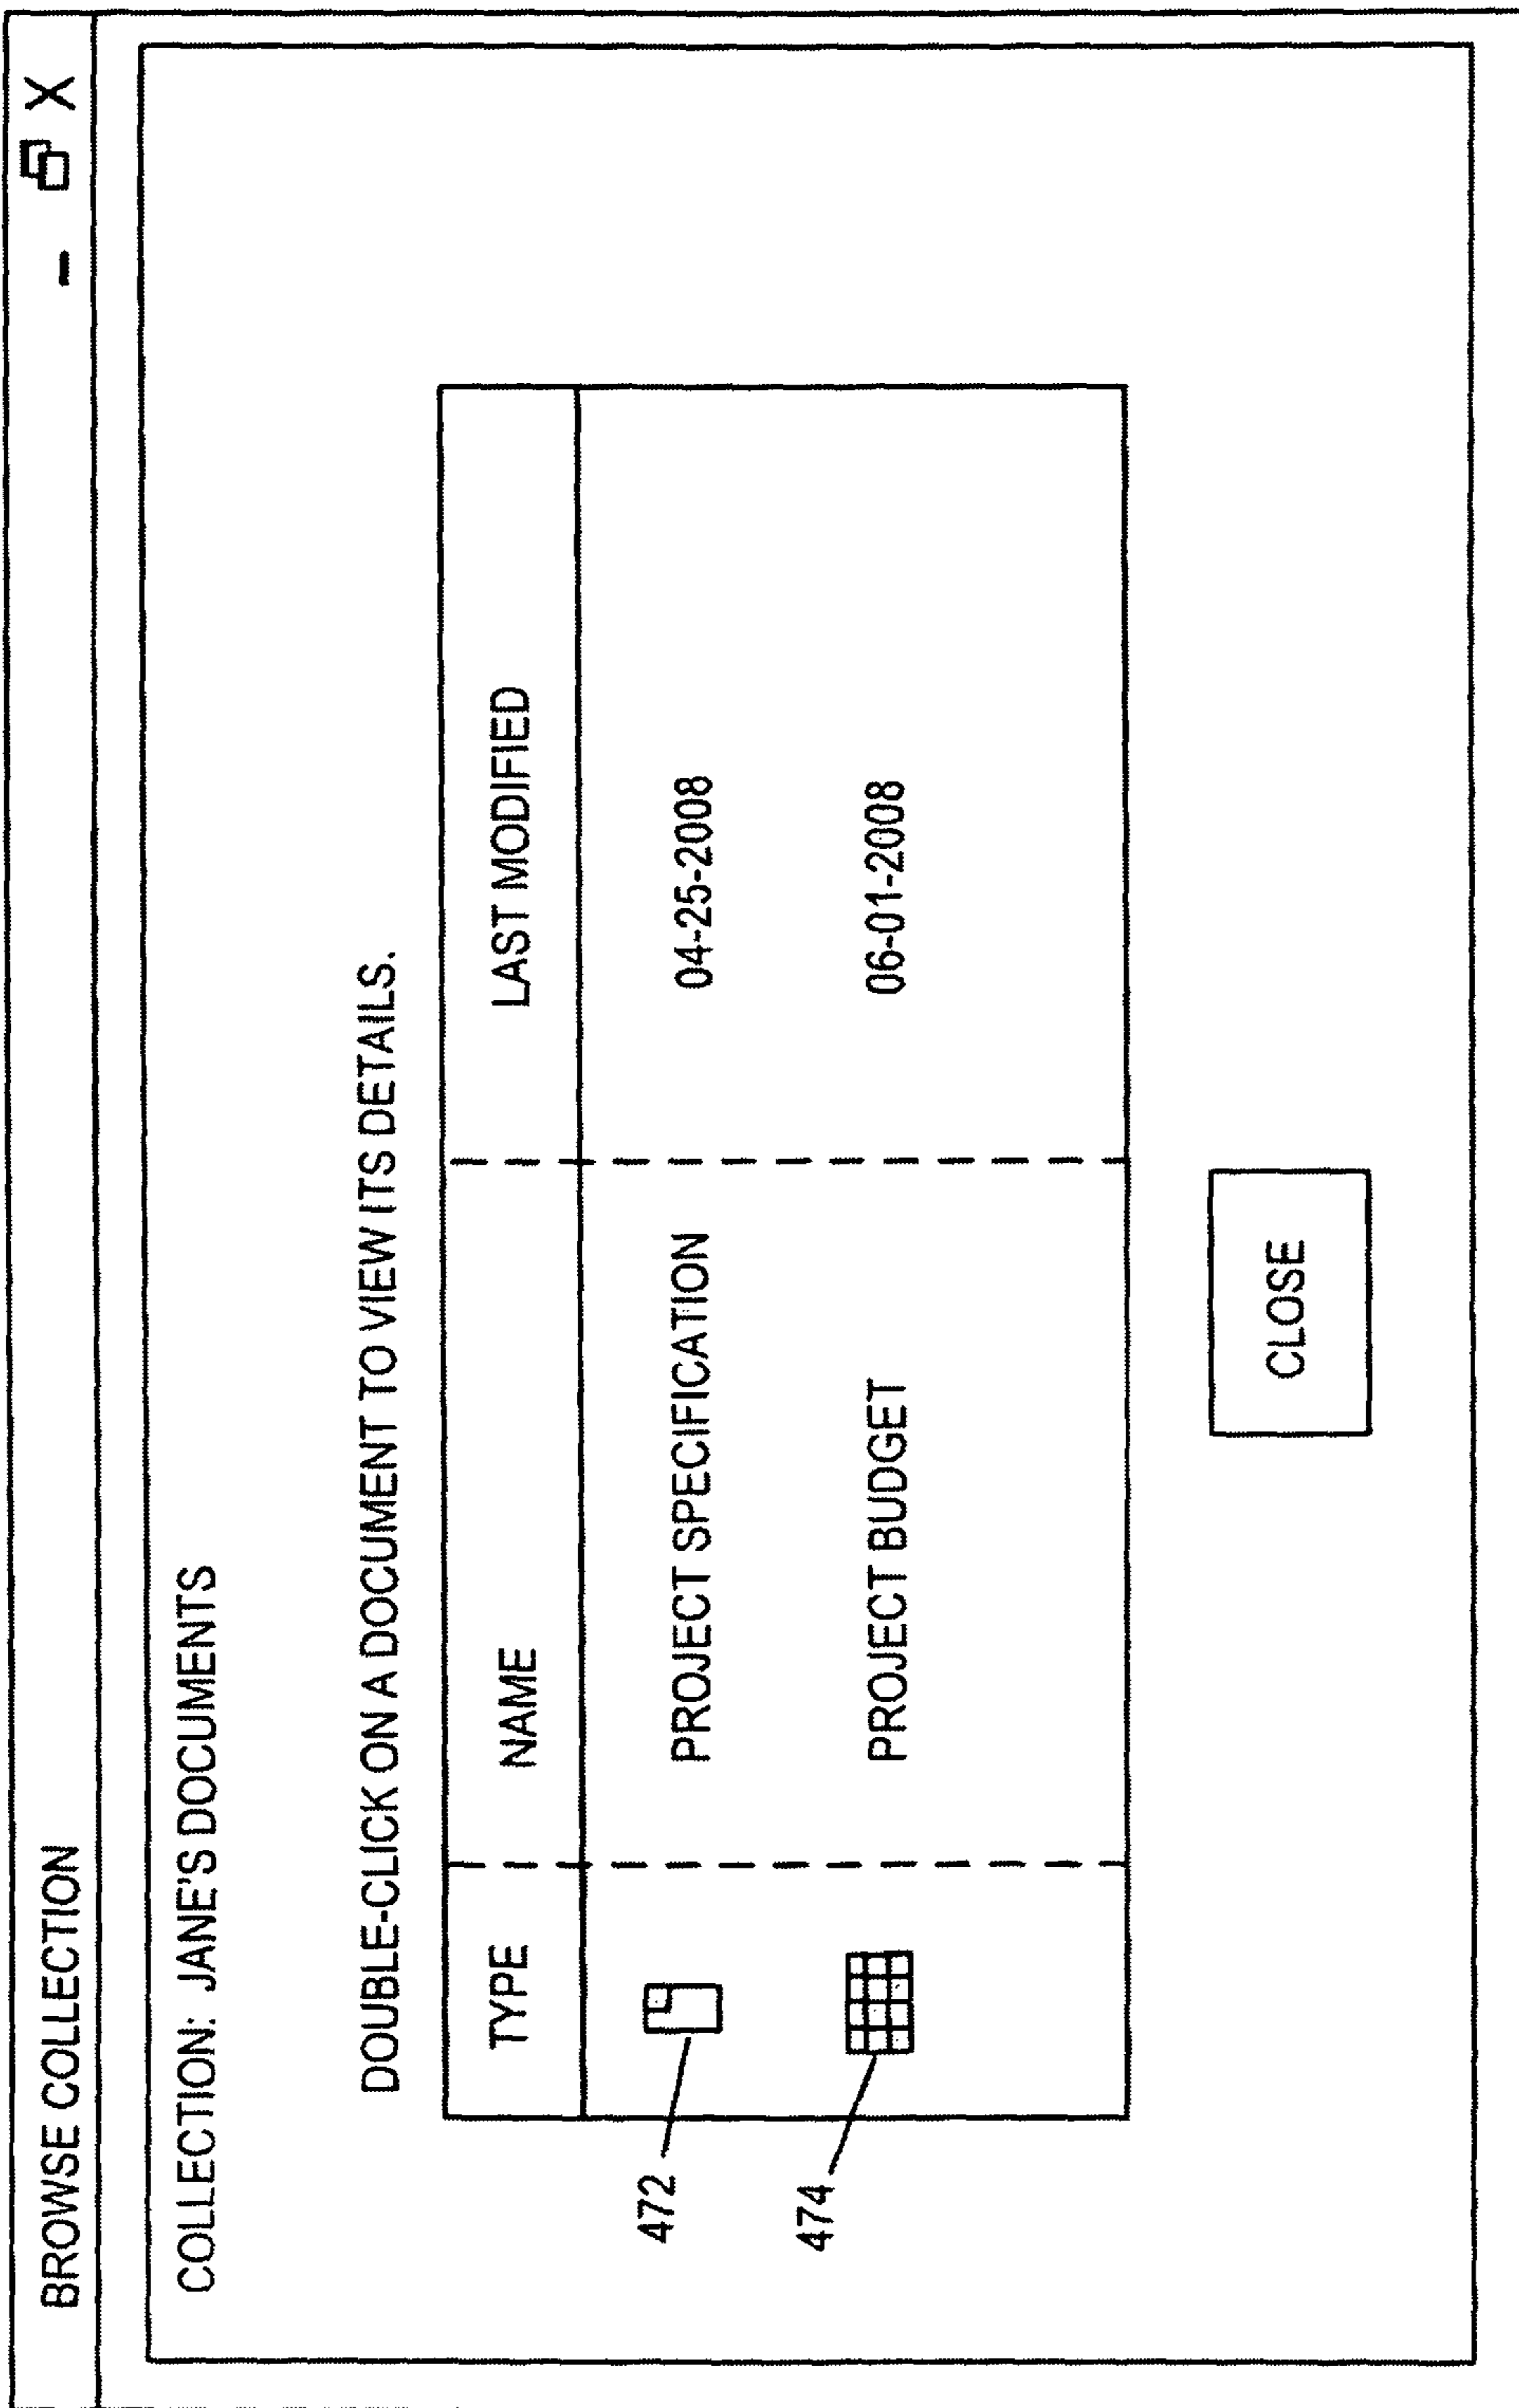 BROWSE COLLECTION
COLLECTION: JANE'S DOCUMENTS
DOUBLE-CLICK ON A DOCUMENT TO VIEW ITS DETAILS.
TYPE NAME LAST MODIFIED
472 PROJECT SPECIFICATION 04-25-2008
474 PROJECT BUDGET 06-01-2008
CLOSE